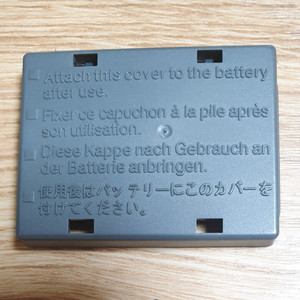 □ Attach this cover to the battery
after use.
□ Fixer ce capuchon à la pile après
son utilisation.
□ Diese Kappe nach Gebrauch an
der Batterie anbringen.
□ 使用後はバッテリーにこのカバーを
付けてください。